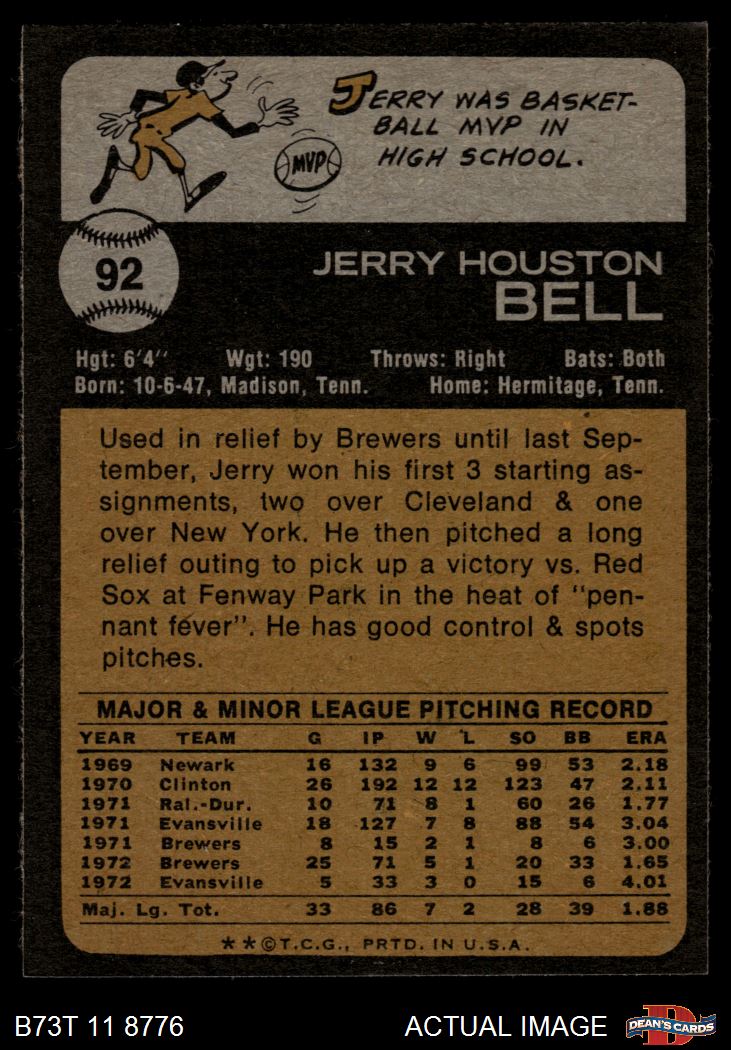 JERRY WAS BASKET-
BALL MVP IN
HIGH SCHOOL.
MVP
92
JERRY HOUSTON
BELL
Hgt: 6'4" Wgt: 190 Throws: Right Bats: Both
Born: 10-6-47, Madison, Tenn. Home: Hermitage, Tenn.
Used in relief by Brewers until last Sep-
tember, Jerry won his first 3 starting as-
signments, two over Cleveland & one
over New York. He then pitched a long
relief outing to pick up a victory vs. Red
Sox at Fenway Park in the heat of "pen-
nant fever". He has good control & spots
pitches.
MAJOR & MINOR LEAGUE PITCHING RECORD
YEAR TEAM G IP W L SO BB ERA
1969 Newark 16 132 9 6 99 53 2.18
1970 Clinton 26 192 12 12 123 47 2.11
1971 Ral.-Dur. 10 71 8 1 60 26 1.77
1971 Evansville 18 127 7 8 88 54 3.04
1971 Brewers 8 15 2 1 8 6 3.00
1972 Brewers 25 71 5 1 20 33 1.65
1972 Evansville 5 33 3 0 15 6 4.01
Maj. Lg. Tot. 33 86 7 2 28 39 1.88
**©T.C.G., PRTD. IN U.S.A.
B73T 11 8776 ACTUAL IMAGE DEAN'S CARDS